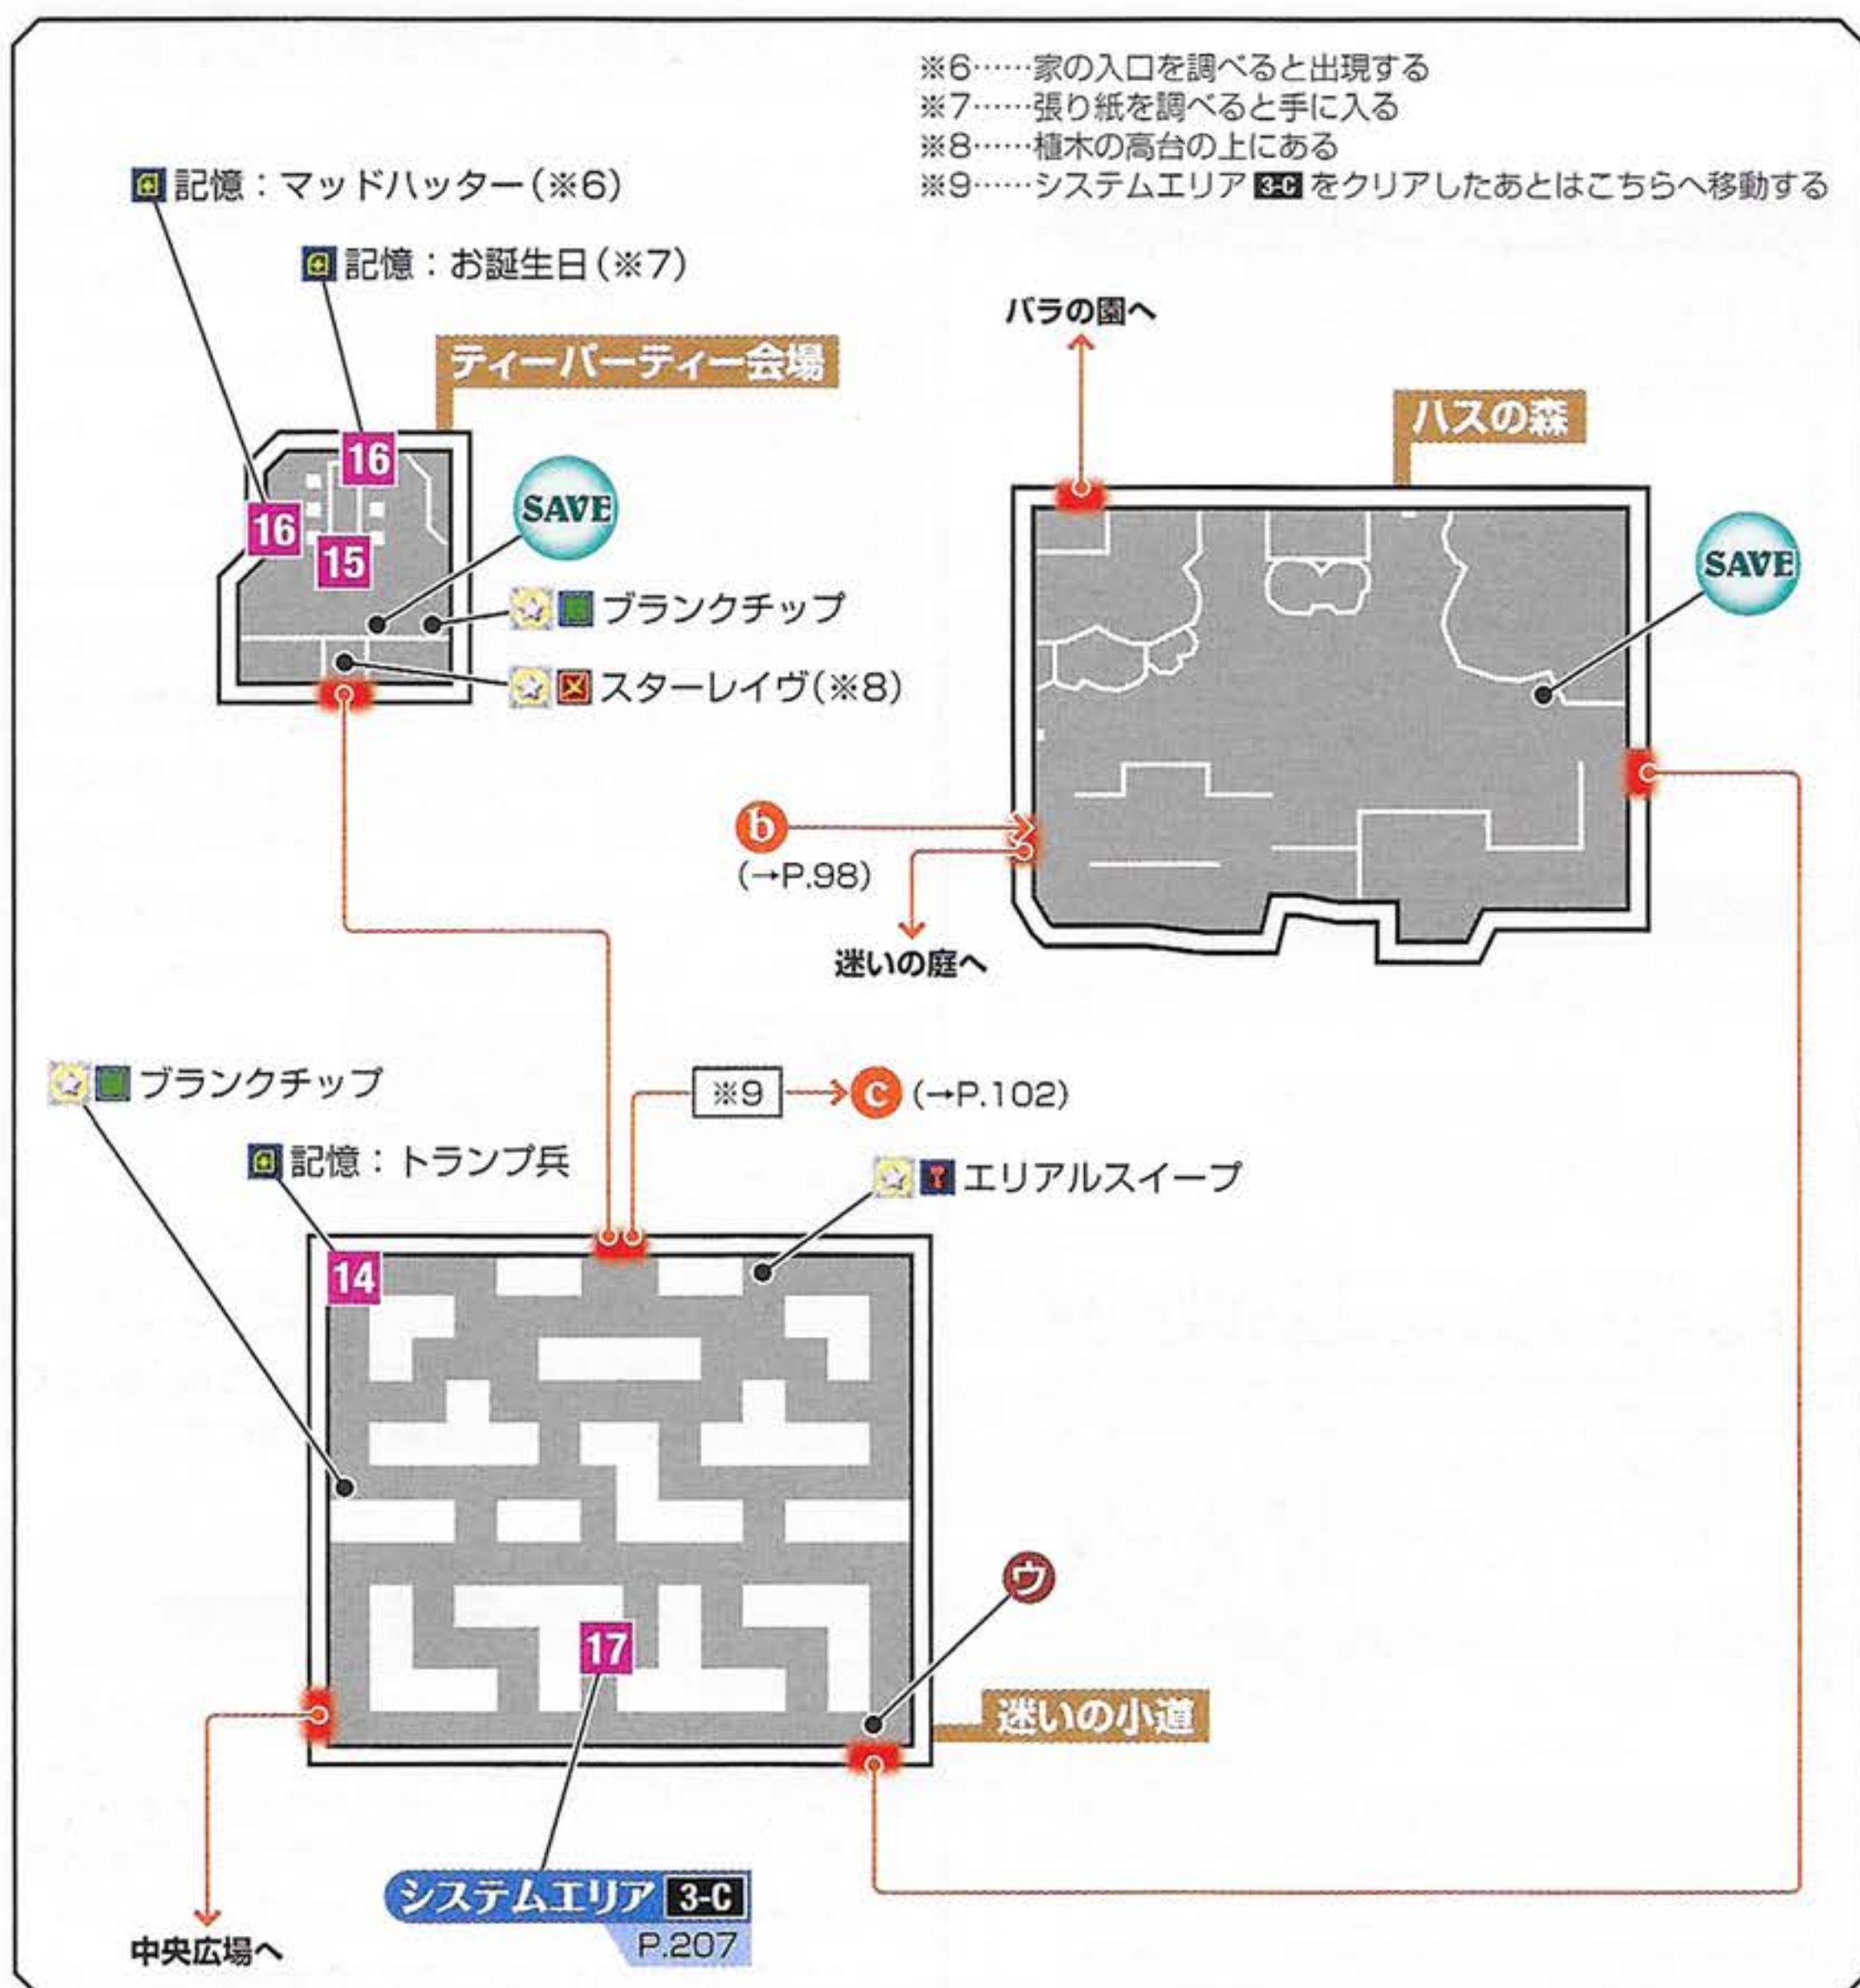 ※6……家の入口を調べると出現する
※7……張り紙を調べると手に入る
※8……植木の高台の上にある
※9……システムエリア 3-C をクリアしたあとはこちらへ移動する
記憶：マッドハッター(※6)
記憶：お誕生日(※7)
ティーパーティー会場
16
16
15
SAVE
ブランクチップ
スターレイヴ(※8)
バラの園へ
ハスの森
SAVE
b
(→P.98)
迷いの庭へ
ブランクチップ
※9
C (→P.102)
記憶：トランプ兵
エリアルスイープ
14
17
ウ
迷いの小道
システムエリア 3-C
P.207
中央広場へ